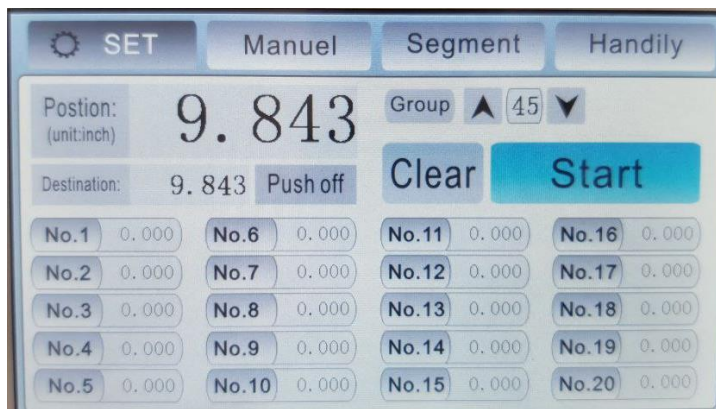 SET Manuel Segment Handily
Postion: 9.843 Group 45
(unit:inch)
Clear Start
Destination: 9.843 Push off
No.1 0.000 No.6 0.000 No.11 0.000 No.16 0.000
No.2 0.000 No.7 0.000 No.12 0.000 No.17 0.000
No.3 0.000 No.8 0.000 No.13 0.000 No.18 0.000
No.4 0.000 No.9 0.000 No.14 0.000 No.19 0.000
No.5 0.000 No.10 0.000 No.15 0.000 No.20 0.000